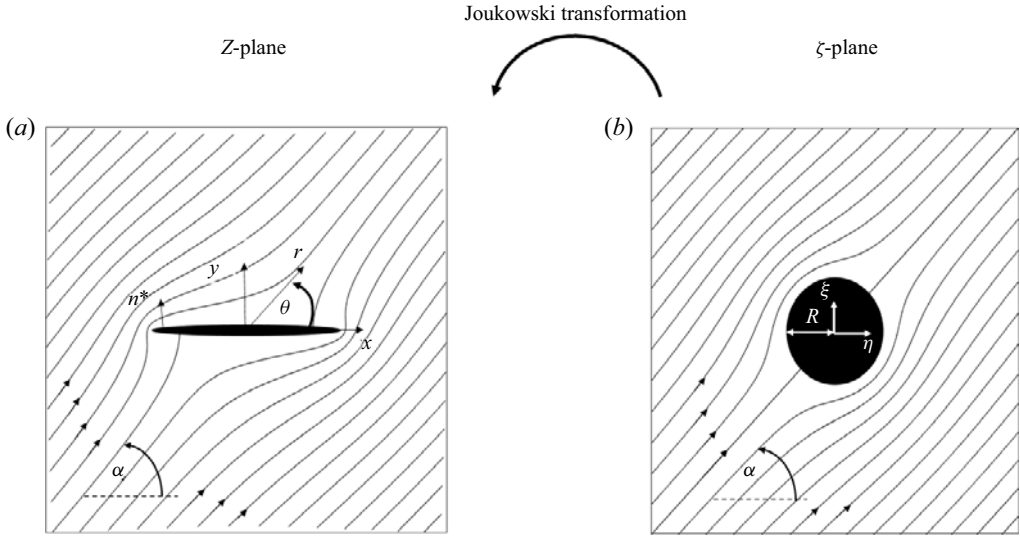 Joukowski transformation
Z-plane
ζ-plane
(a)
(b)
y
r
n*
θ
x
α
ξ
R
η
α